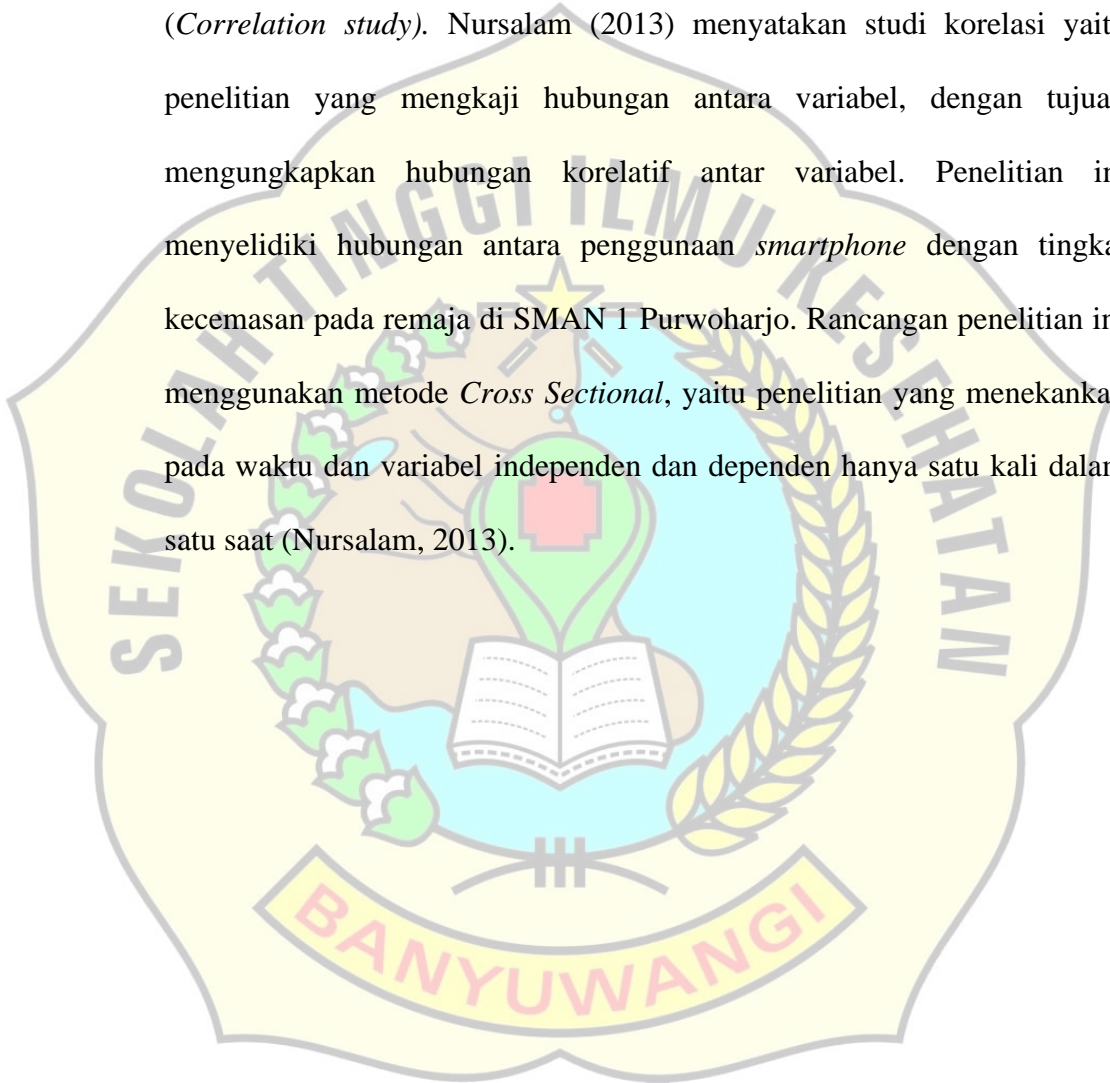 (Correlation study). Nursalam (2013) menyatakan studi korelasi yait
penelitian yang mengkaji hubungan antara variabel, dengan tujua
mengungkapkan hubungan korelatif antar variabel. Penelitian in
menyelidiki hubungan antara penggunaan smartphone dengan tingka
kecemasan pada remaja di SMAN 1 Purwoharjo. Rancangan penelitian in
menggunakan metode Cross Sectional, yaitu penelitian yang menekanka
pada waktu dan variabel independen dan dependen hanya satu kali dalam
satu saat (Nursalam, 2013).
SEKOLAH TINGGI ILMU KESEHATAN
BANYUWANGI